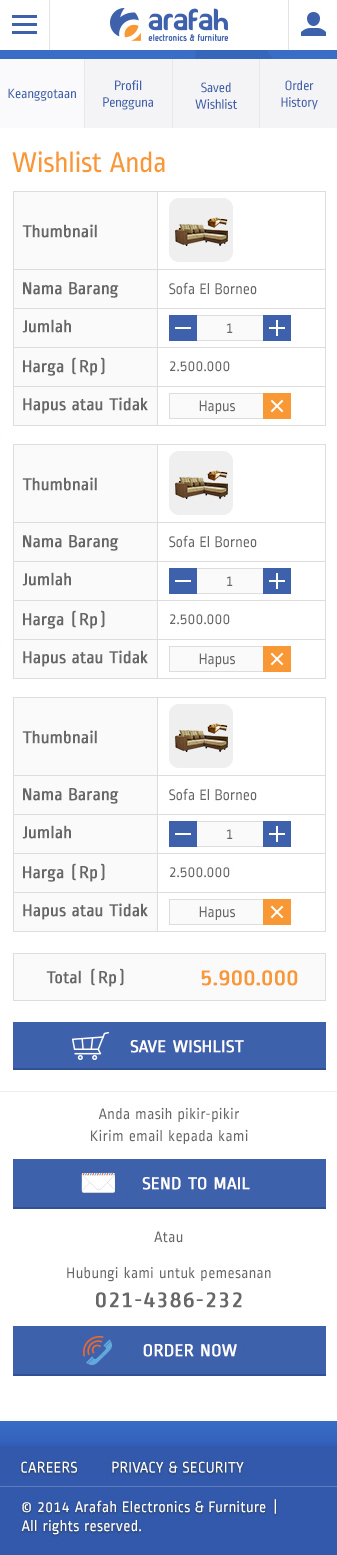 arafah
electronics & furniture
Keanggotaan
Profil
Pengguna
Saved
Wishlist
Order
History
Wishlist Anda
Thumbnail
Nama Barang Sofa El Borneo
Jumlah 1
Harga (Rp) 2.500.000
Hapus atau Tidak Hapus
Thumbnail
Nama Barang Sofa El Borneo
Jumlah 1
Harga (Rp) 2.500.000
Hapus atau Tidak Hapus
Thumbnail
Nama Barang Sofa El Borneo
Jumlah 1
Harga (Rp) 2.500.000
Hapus atau Tidak Hapus
Total (Rp) 5.900.000
SAVE WISHLIST
Anda masih pikir-pikir
Kirim email kepada kami
SEND TO MAIL
Atau
Hubungi kami untuk pemesanan
021-4386-232
ORDER NOW
CAREERS PRIVACY & SECURITY
© 2014 Arafah Electronics & Furniture |
All rights reserved.